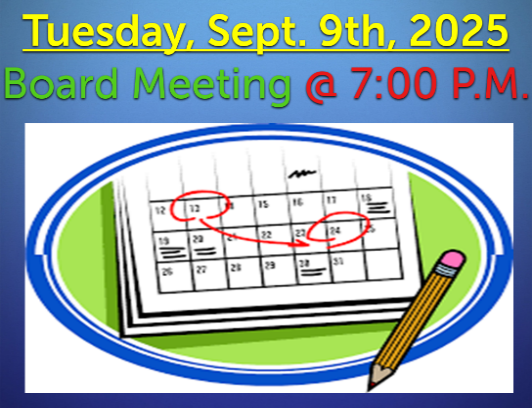 Tuesday, Sept. 9th, 2025
Board Meeting @ 7:00 P.M.
12 13 14 15 16 17 18
19 20 21 22 23 24 25
26 27 28 29 30 31